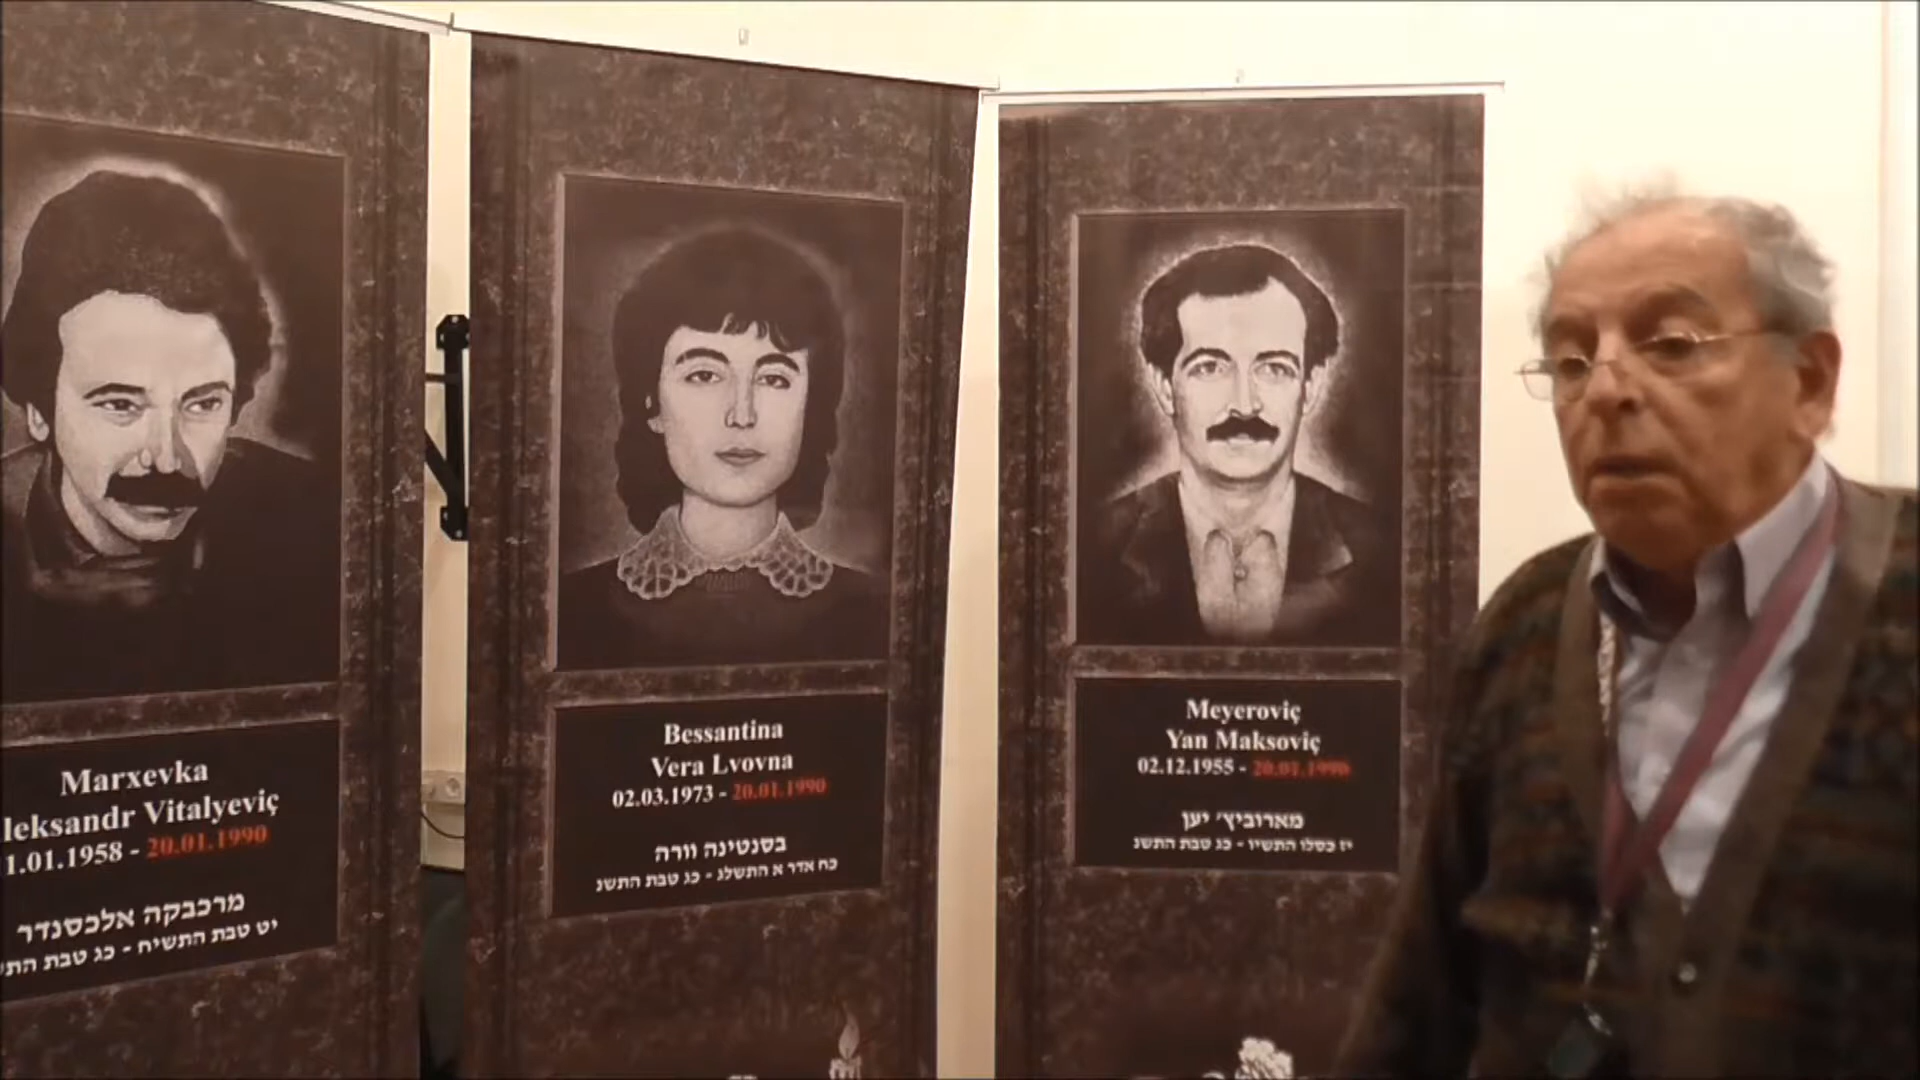 Marxevka
leksandr Vitalyeviç
1.01.1958 - 20.01.1990
מרכבקה אלכסנדר
יט טבת התשיח - כג טבת
Bessantina
Vera Lvovna
02.03.1973 - 20.01.1990
בסנטינה וורה
כח אדר א התשלג - כג טבת התשנ
Meyeroviç
Yan Maksoviç
02.12.1955 - 20.01.1990
מארוביץ׳ יען
יז כסלו התשיו - כג טבת התשנ